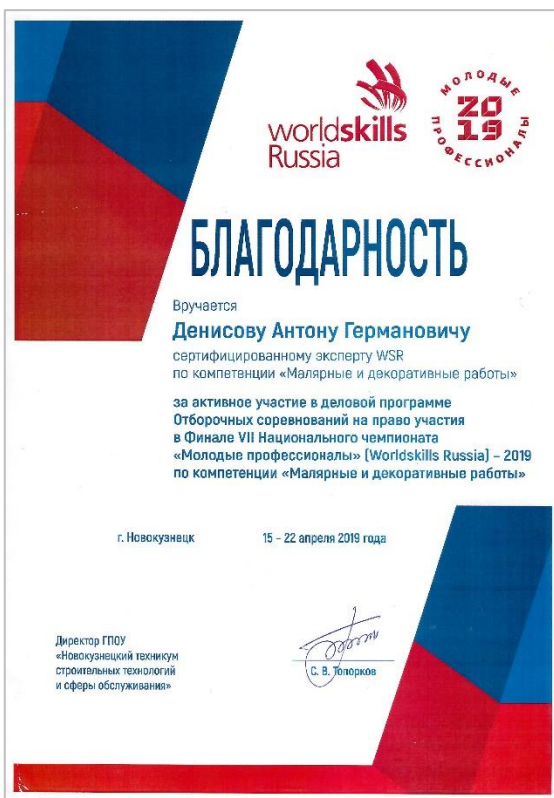 worldskills
Russia
МОЛОДЫЕ
ПРОФЕССИОНАЛЫ
20
19
БЛАГОДАРНОСТЬ
Вручается
Денисову Антону Германовичу
сертифицированному эксперту WSR
по компетенции «Малярные и декоративные работы»
за активное участие в деловой программе
Отборочных соревнований на право участия
в Финале VII Национального чемпионата
«Молодые профессионалы» (Worldskills Russia) – 2019
по компетенции «Малярные и декоративные работы»
г. Новокузнецк
15 – 22 апреля 2019 года
Директор ГПОУ
«Новокузнецкий техникум
строительных технологий
и сферы обслуживания»
С. В. Топорков